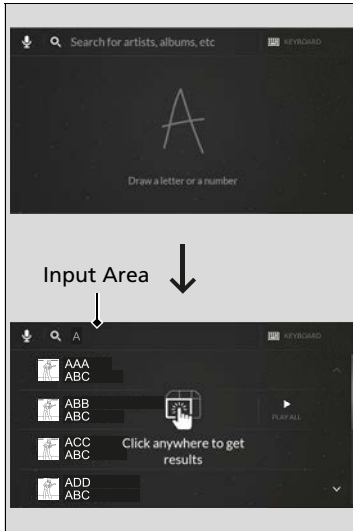 Search for artists, albums, etc
KEYBOARD
A
Draw a letter or a number
Input Area
A
KEYBOARD
AAA
ABC
ABB
ABC
PLAY ALL
ACC
ABC
Click anywhere to get
results
ADD
ABC